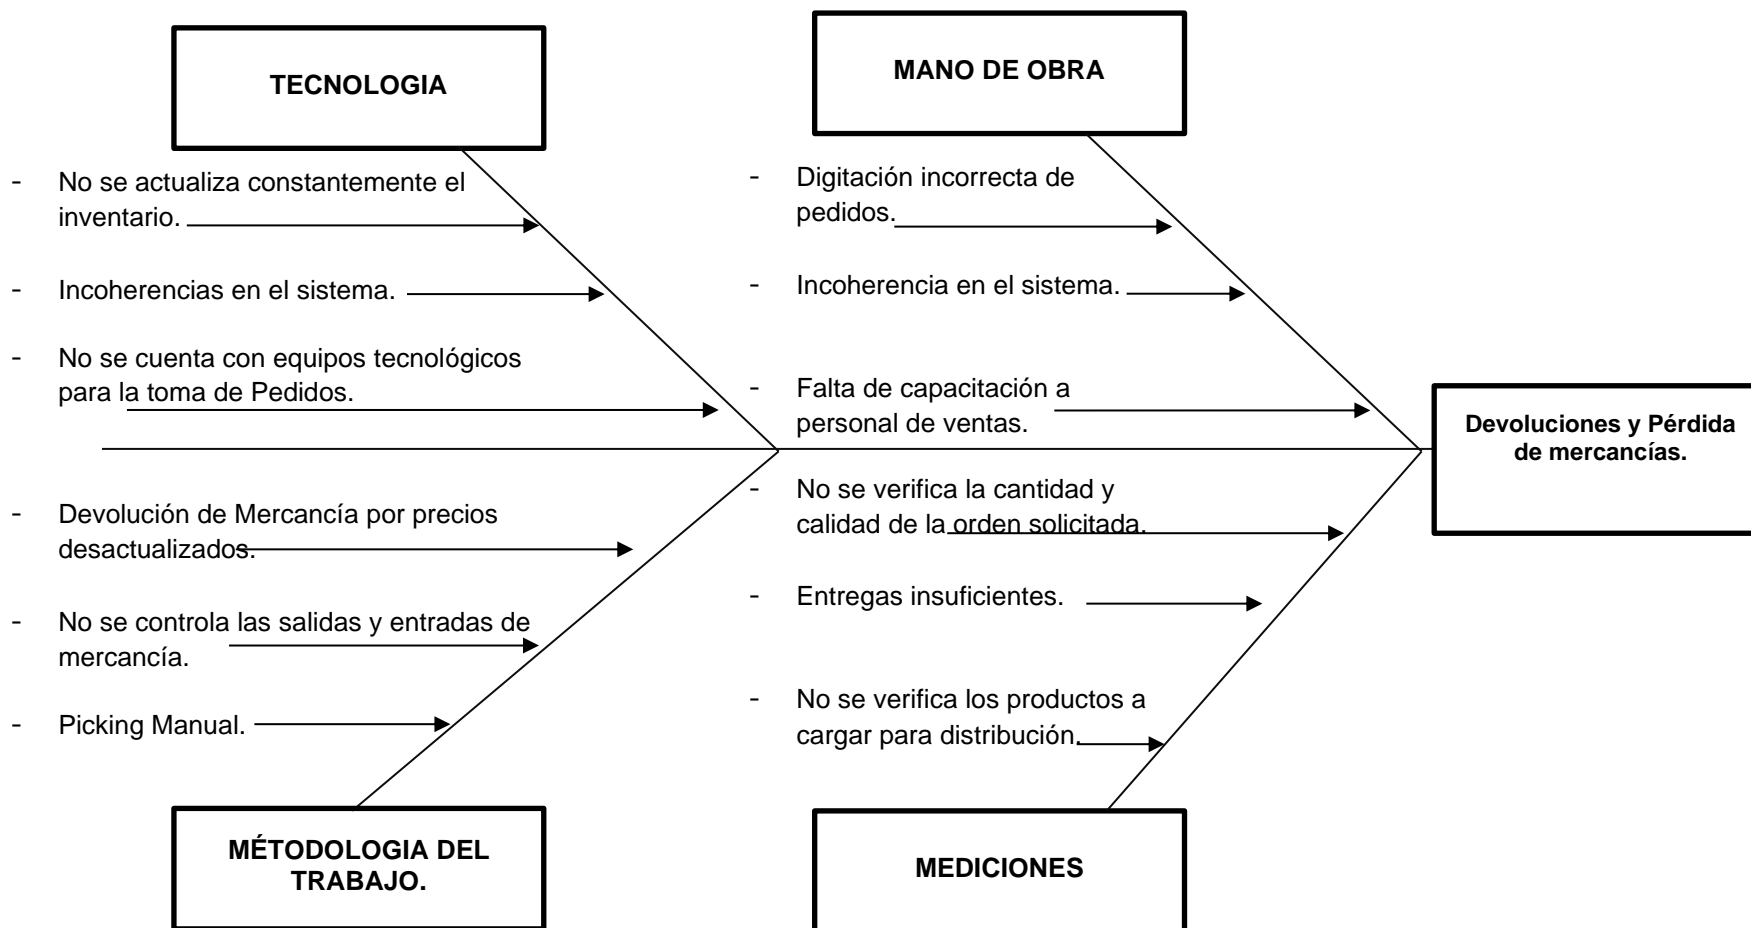 TECNOLOGIA
- No se actualiza constantemente el
inventario.
- Incoherencias en el sistema.
- No se cuenta con equipos tecnológicos
para la toma de Pedidos.
MANO DE OBRA
- Digitación incorrecta de
pedidos.
- Incoherencia en el sistema.
- Falta de capacitación a
personal de ventas.
Devoluciones y Pérdida
de mercancías.
- Devolución de Mercancía por precios
desactualizados.
- No se controla las salidas y entradas de
mercancía.
- Picking Manual.
MÉTODOLOGIA DEL
TRABAJO.
- No se verifica la cantidad y
calidad de la orden solicitada.
- Entregas insuficientes.
- No se verifica los productos a
cargar para distribución.
MEDICIONES